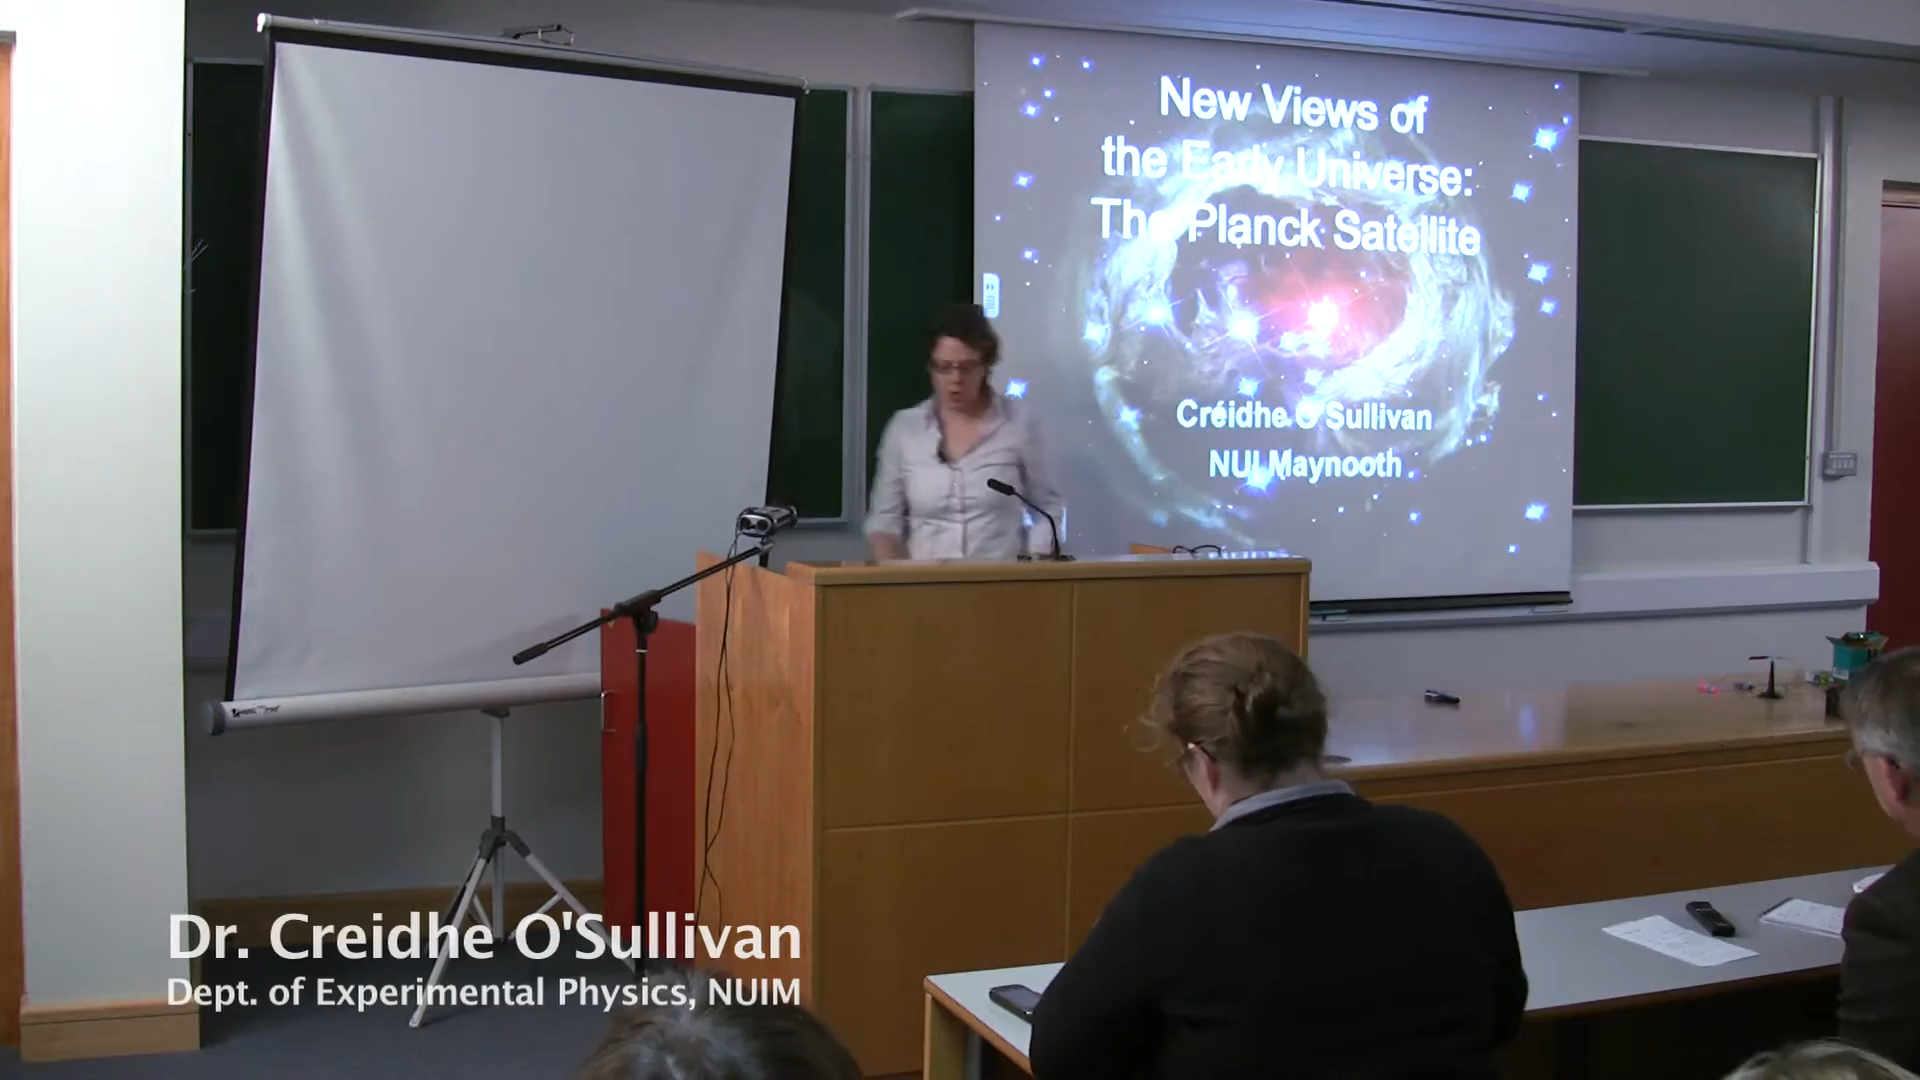 New Views of
the Early Universe:
The Planck Satellite
Créidhe O'Sullivan
NUI Maynooth
Dr. Creidhe O'Sullivan
Dept. of Experimental Physics, NUIM